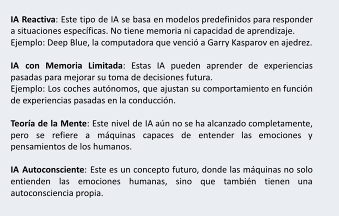 IA Reactiva: Este tipo de IA se basa en modelos predefinidos para responder
a situaciones específicas. No tiene memoria ni capacidad de aprendizaje.
Ejemplo: Deep Blue, la computadora que venció a Garry Kasparov en ajedrez.
IA con Memoria Limitada: Estas IA pueden aprender de experiencias
pasadas para mejorar su toma de decisiones futura.
Ejemplo: Los coches autónomos, que ajustan su comportamiento en función
de experiencias pasadas en la conducción.
Teoría de la Mente: Este nivel de IA aún no se ha alcanzado completamente,
pero se refiere a máquinas capaces de entender las emociones y
pensamientos de los humanos.
IA Autoconsciente: Este es un concepto futuro, donde las máquinas no solo
entienden las emociones humanas, sino que también tienen una
autoconsciencia propia.